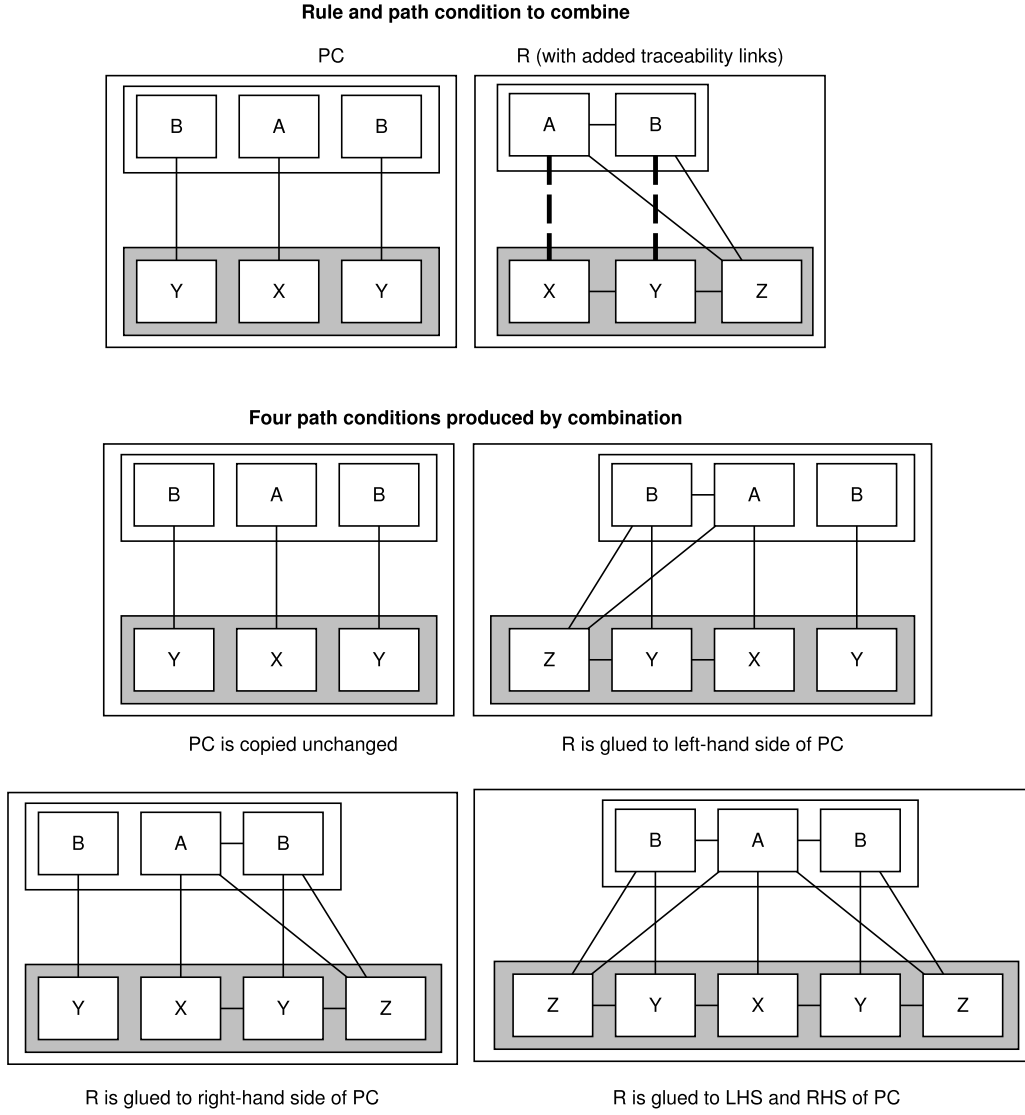 Rule and path condition to combine
PC
R (with added traceability links)
B A B
A B
Y X Y
X Y Z
Four path conditions produced by combination
B A B
B A B
Y X Y
Z Y X Y
PC is copied unchanged
R is glued to left-hand side of PC
B A B
B A B
Y X Y Z
Z Y X Y Z
R is glued to right-hand side of PC
R is glued to LHS and RHS of PC